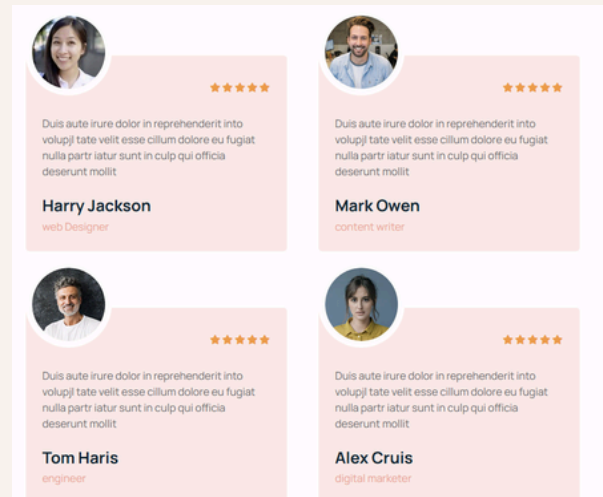 Duis aute irure dolor in reprehenderit into
volupjl tate velit esse cillum dolore eu fugiat
nulla partr iatur sunt in culp qui officia
deserunt mollit
Harry Jackson
web Designer
Duis aute irure dolor in reprehenderit into
volupjl tate velit esse cillum dolore eu fugiat
nulla partr iatur sunt in culp qui officia
deserunt mollit
Mark Owen
content writer
Duis aute irure dolor in reprehenderit into
volupjl tate velit esse cillum dolore eu fugiat
nulla partr iatur sunt in culp qui officia
deserunt mollit
Tom Haris
engineer
Duis aute irure dolor in reprehenderit into
volupjl tate velit esse cillum dolore eu fugiat
nulla partr iatur sunt in culp qui officia
deserunt mollit
Alex Cruis
digital marketer